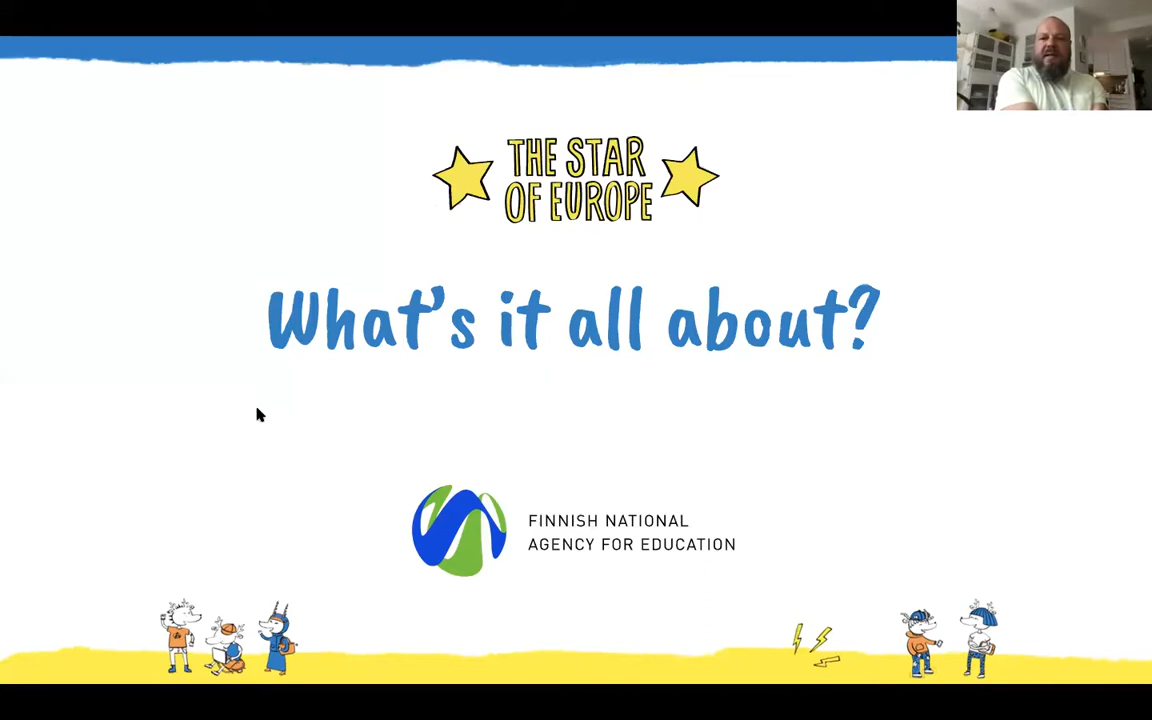 THE STAR
OF EUROPE
What's it all about?
FINNISH NATIONAL
AGENCY FOR EDUCATION